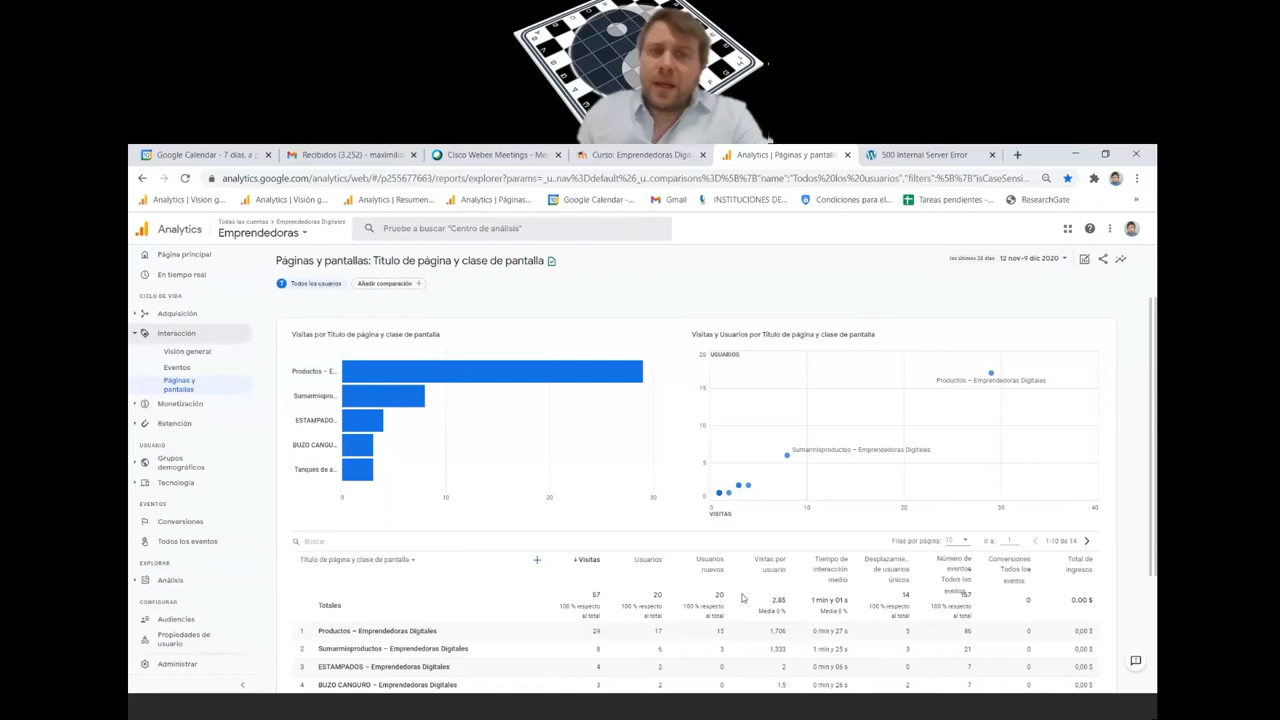 Google Calendar - 7 días, a p
Recibidos (3.252) - maximilia
Cisco Webex Meetings - Me
Curso: Emprendedoras Digit
Analytics | Páginas y pantalla
500 Internal Server Error
analytics.google.com/analytics/web/#/p255677663/reports/explorer?params=_u..nav%3Ddefault%26_u..comparisons%3D%5B%7B"name":"Todos%20los%20usuarios","filters":%5B%7B"isCaseSensi...
Analytics | Visión g...
Analytics | Visión g...
Analytics | Resumen...
Analytics | Páginas...
Google Calendar -...
Gmail
INSTITUCIONES DE...
Condiciones para el...
Tareas pendientes -...
ResearchGate
»
Analytics
Todas las cuentas > Emprendedoras Digitales
Emprendedoras
Pruebe a buscar "Centro de análisis"
Página principal
En tiempo real
CICLO DE VIDA
Adquisición
Interacción
Visión general
Eventos
Páginas y
pantallas
Monetización
Retención
USUARIO
Grupos
demográficos
Tecnología
EVENTOS
Conversiones
Todos los eventos
EXPLORAR
Análisis
CONFIGURAR
Audiencias
Propiedades de
usuario
Administrar
Páginas y pantallas: Título de página y clase de pantalla
los últimos 28 días 12 nov-9 dic 2020
T Todos los usuarios
Añadir comparación +
Visitas por Título de página y clase de pantalla
Productos – E...
Sumarmispro...
ESTAMPADO...
BUZO CANGU...
Tanques de a...
0 10 20 30
Visitas y Usuarios por Título de página y clase de pantalla
USUARIOS
20
15
10
5
0
Productos – Emprendedoras Digitales
Sumarmisproductos – Emprendedoras Digitales
0 10 20 30 40
VISITAS
Buscar...
Filas por página: 10
Ir a: 1
1-10 de 14
Título de página y clase de pantalla
Visitas
Usuarios
Usuarios
nuevos
Vistas por
usuario
Tiempo de
interacción
medio
Desplazamie...
de usuarios
únicos
Número de
eventos
Todos los
eventos
Conversiones
Todos los
eventos
Total de
ingresos
Totales
57
100 % respecto
al total
20
100 % respecto
al total
20
100 % respecto
al total
2,85
Media 0 %
1 min y 01 s
Media 0 %
14
100 % respecto
al total
157
100 % respecto
al total
0
0,00 $
1 Productos – Emprendedoras Digitales 29 17 15 1,706 0 min y 27 s 5 86 0 0,00 $
2 Sumarmisproductos – Emprendedoras Digitales 8 6 3 1,333 1 min y 25 s 3 21 0 0,00 $
3 ESTAMPADOS – Emprendedoras Digitales 4 2 0 2 0 min y 06 s 0 7 0 0,00 $
4 BUZO CANGURO – Emprendedoras Digitales 3 2 0 1,5 0 min y 26 s 2 7 0 0,00 $